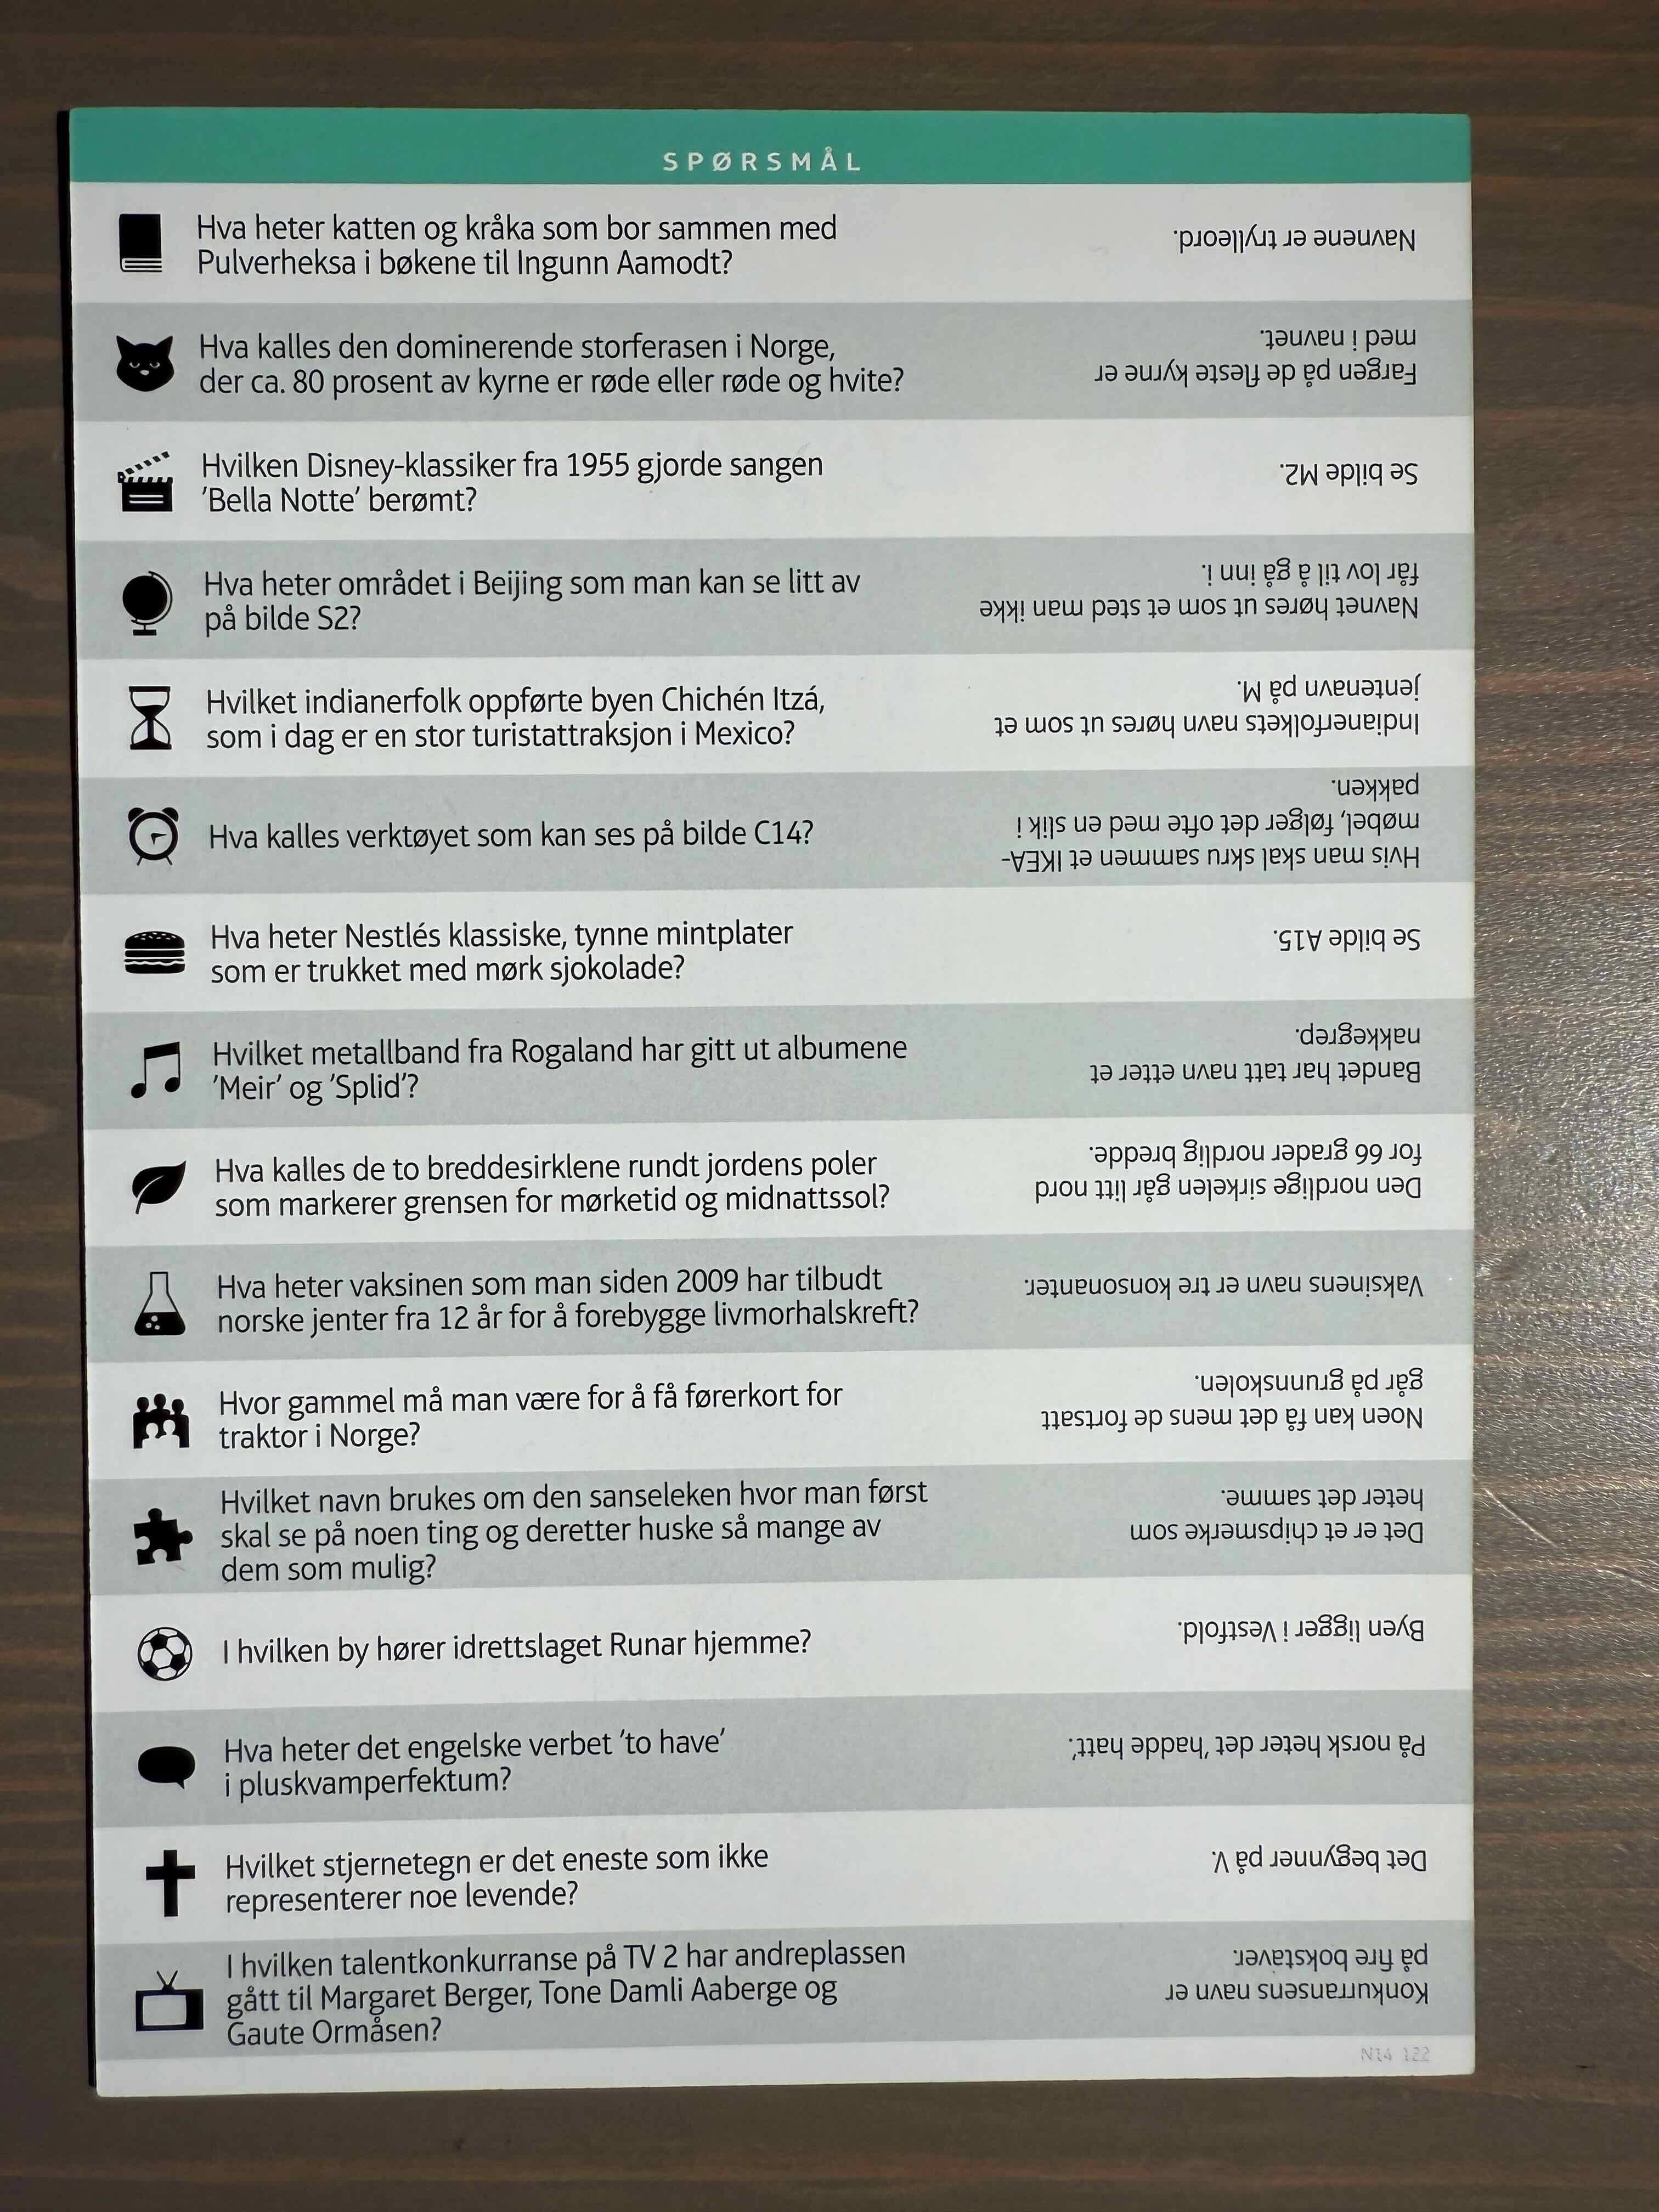 SPØRSMÅL
Hva heter katten og kråka som bor sammen med
Pulverheksa i bøkene til Ingunn Aamodt?
Navnene er trylleord.
Hva kalles den dominerende storferasen i Norge,
der ca. 80 prosent av kyrne er røde eller røde og hvite?
Fargen på de fleste kyrne er
med i navnet.
Hvilken Disney-klassiker fra 1955 gjorde sangen
'Bella Notte' berømt?
Se bilde M2.
Hva heter området i Beijing som man kan se litt av
på bilde S2?
Navnet høres ut som et sted man ikke
får lov til å gå inn i.
Hvilket indianerfolk oppførte byen Chichén Itzá,
som i dag er en stor turistattraksjon i Mexico?
Indianerfolkets navn høres ut som et
jentenavn på M.
Hva kalles verktøyet som kan ses på bilde C14?
Hvis man skal skru sammen et IKEA-
møbel, følger det ofte med en slik i
pakken.
Hva heter Nestlés klassiske, tynne mintplater
som er trukket med mørk sjokolade?
Se bilde A15.
Hvilket metallband fra Rogaland har gitt ut albumene
'Meir' og 'Splid'?
Bandet har tatt navn etter et
nakkegrep.
Hva kalles de to breddesirklene rundt jordens poler
som markerer grensen for mørketid og midnattssol?
Den nordlige sirkelen går litt nord
for 66 grader nordlig bredde.
Hva heter vaksinen som man siden 2009 har tilbudt
norske jenter fra 12 år for å forebygge livmorhalskreft?
Vaksinens navn er tre konsonanter.
Hvor gammel må man være for å få førerkort for
traktor i Norge?
Noen kan få det mens de fortsatt
går på grunnskolen.
Hvilket navn brukes om den sanseleken hvor man først
skal se på noen ting og deretter huske så mange av
dem som mulig?
Det er et chipsmerke som
heter det samme.
I hvilken by hører idrettslaget Runar hjemme?
Byen ligger i Vestfold.
Hva heter det engelske verbet 'to have'
i pluskvamperfektum?
På norsk heter det 'hadde hatt'.
Hvilket stjernetegn er det eneste som ikke
representerer noe levende?
Det begynner på V.
I hvilken talentkonkurranse på TV 2 har andreplassen
gått til Margaret Berger, Tone Damli Aaberge og
Gaute Ormåsen?
Konkurransens navn er
på fire bokstaver.
N14 122